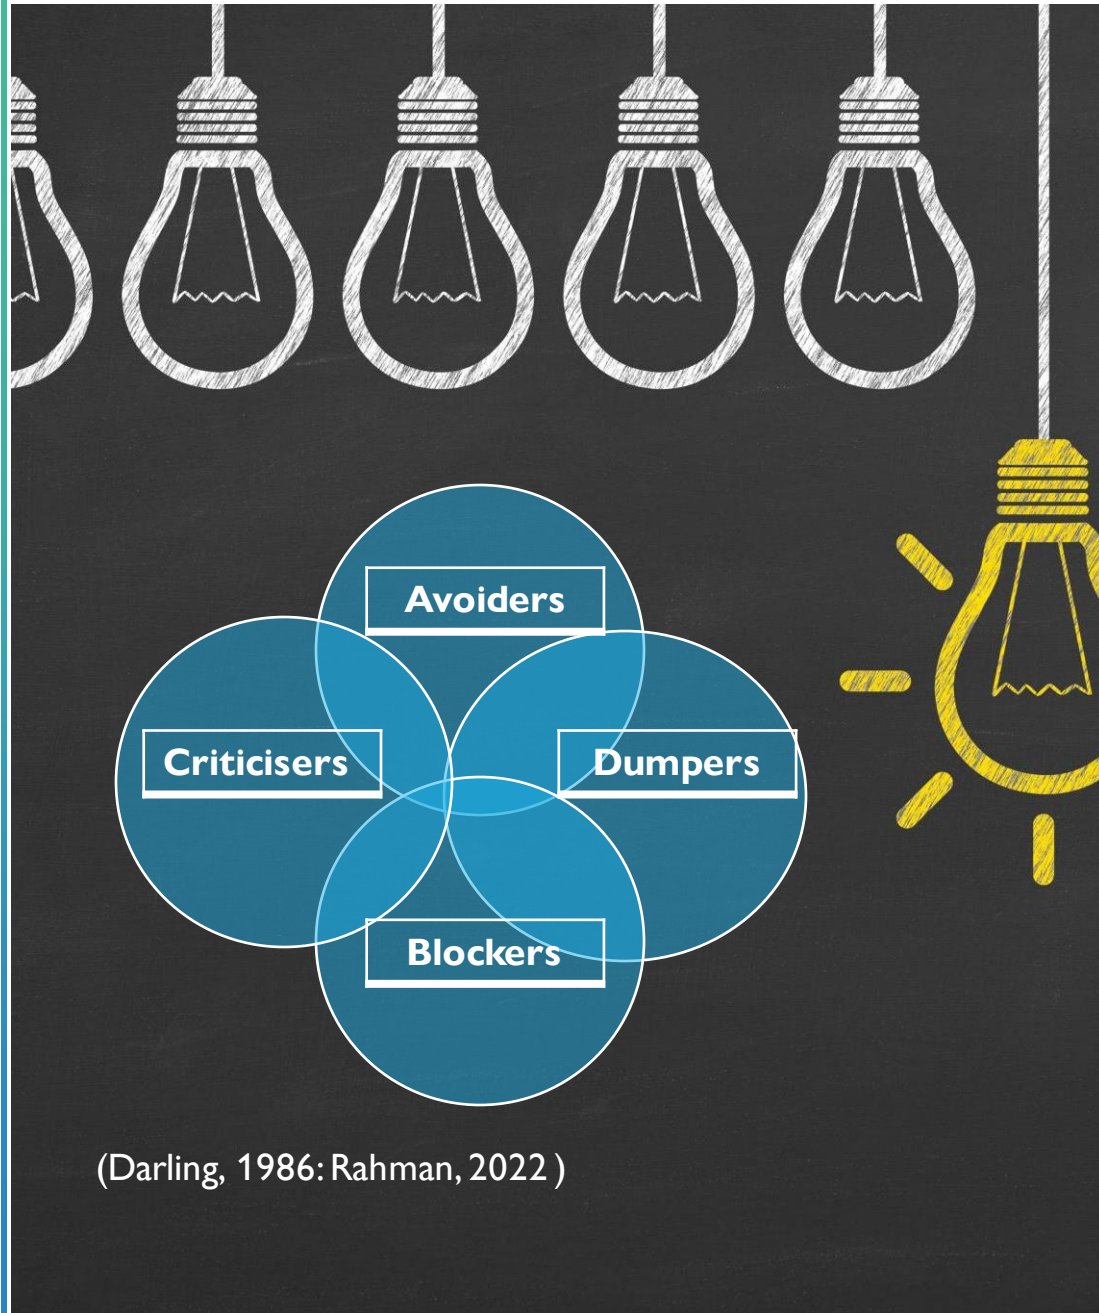 Avoiders
Criticisers
Dumpers
Blockers
(Darling, 1986: Rahman, 2022 )